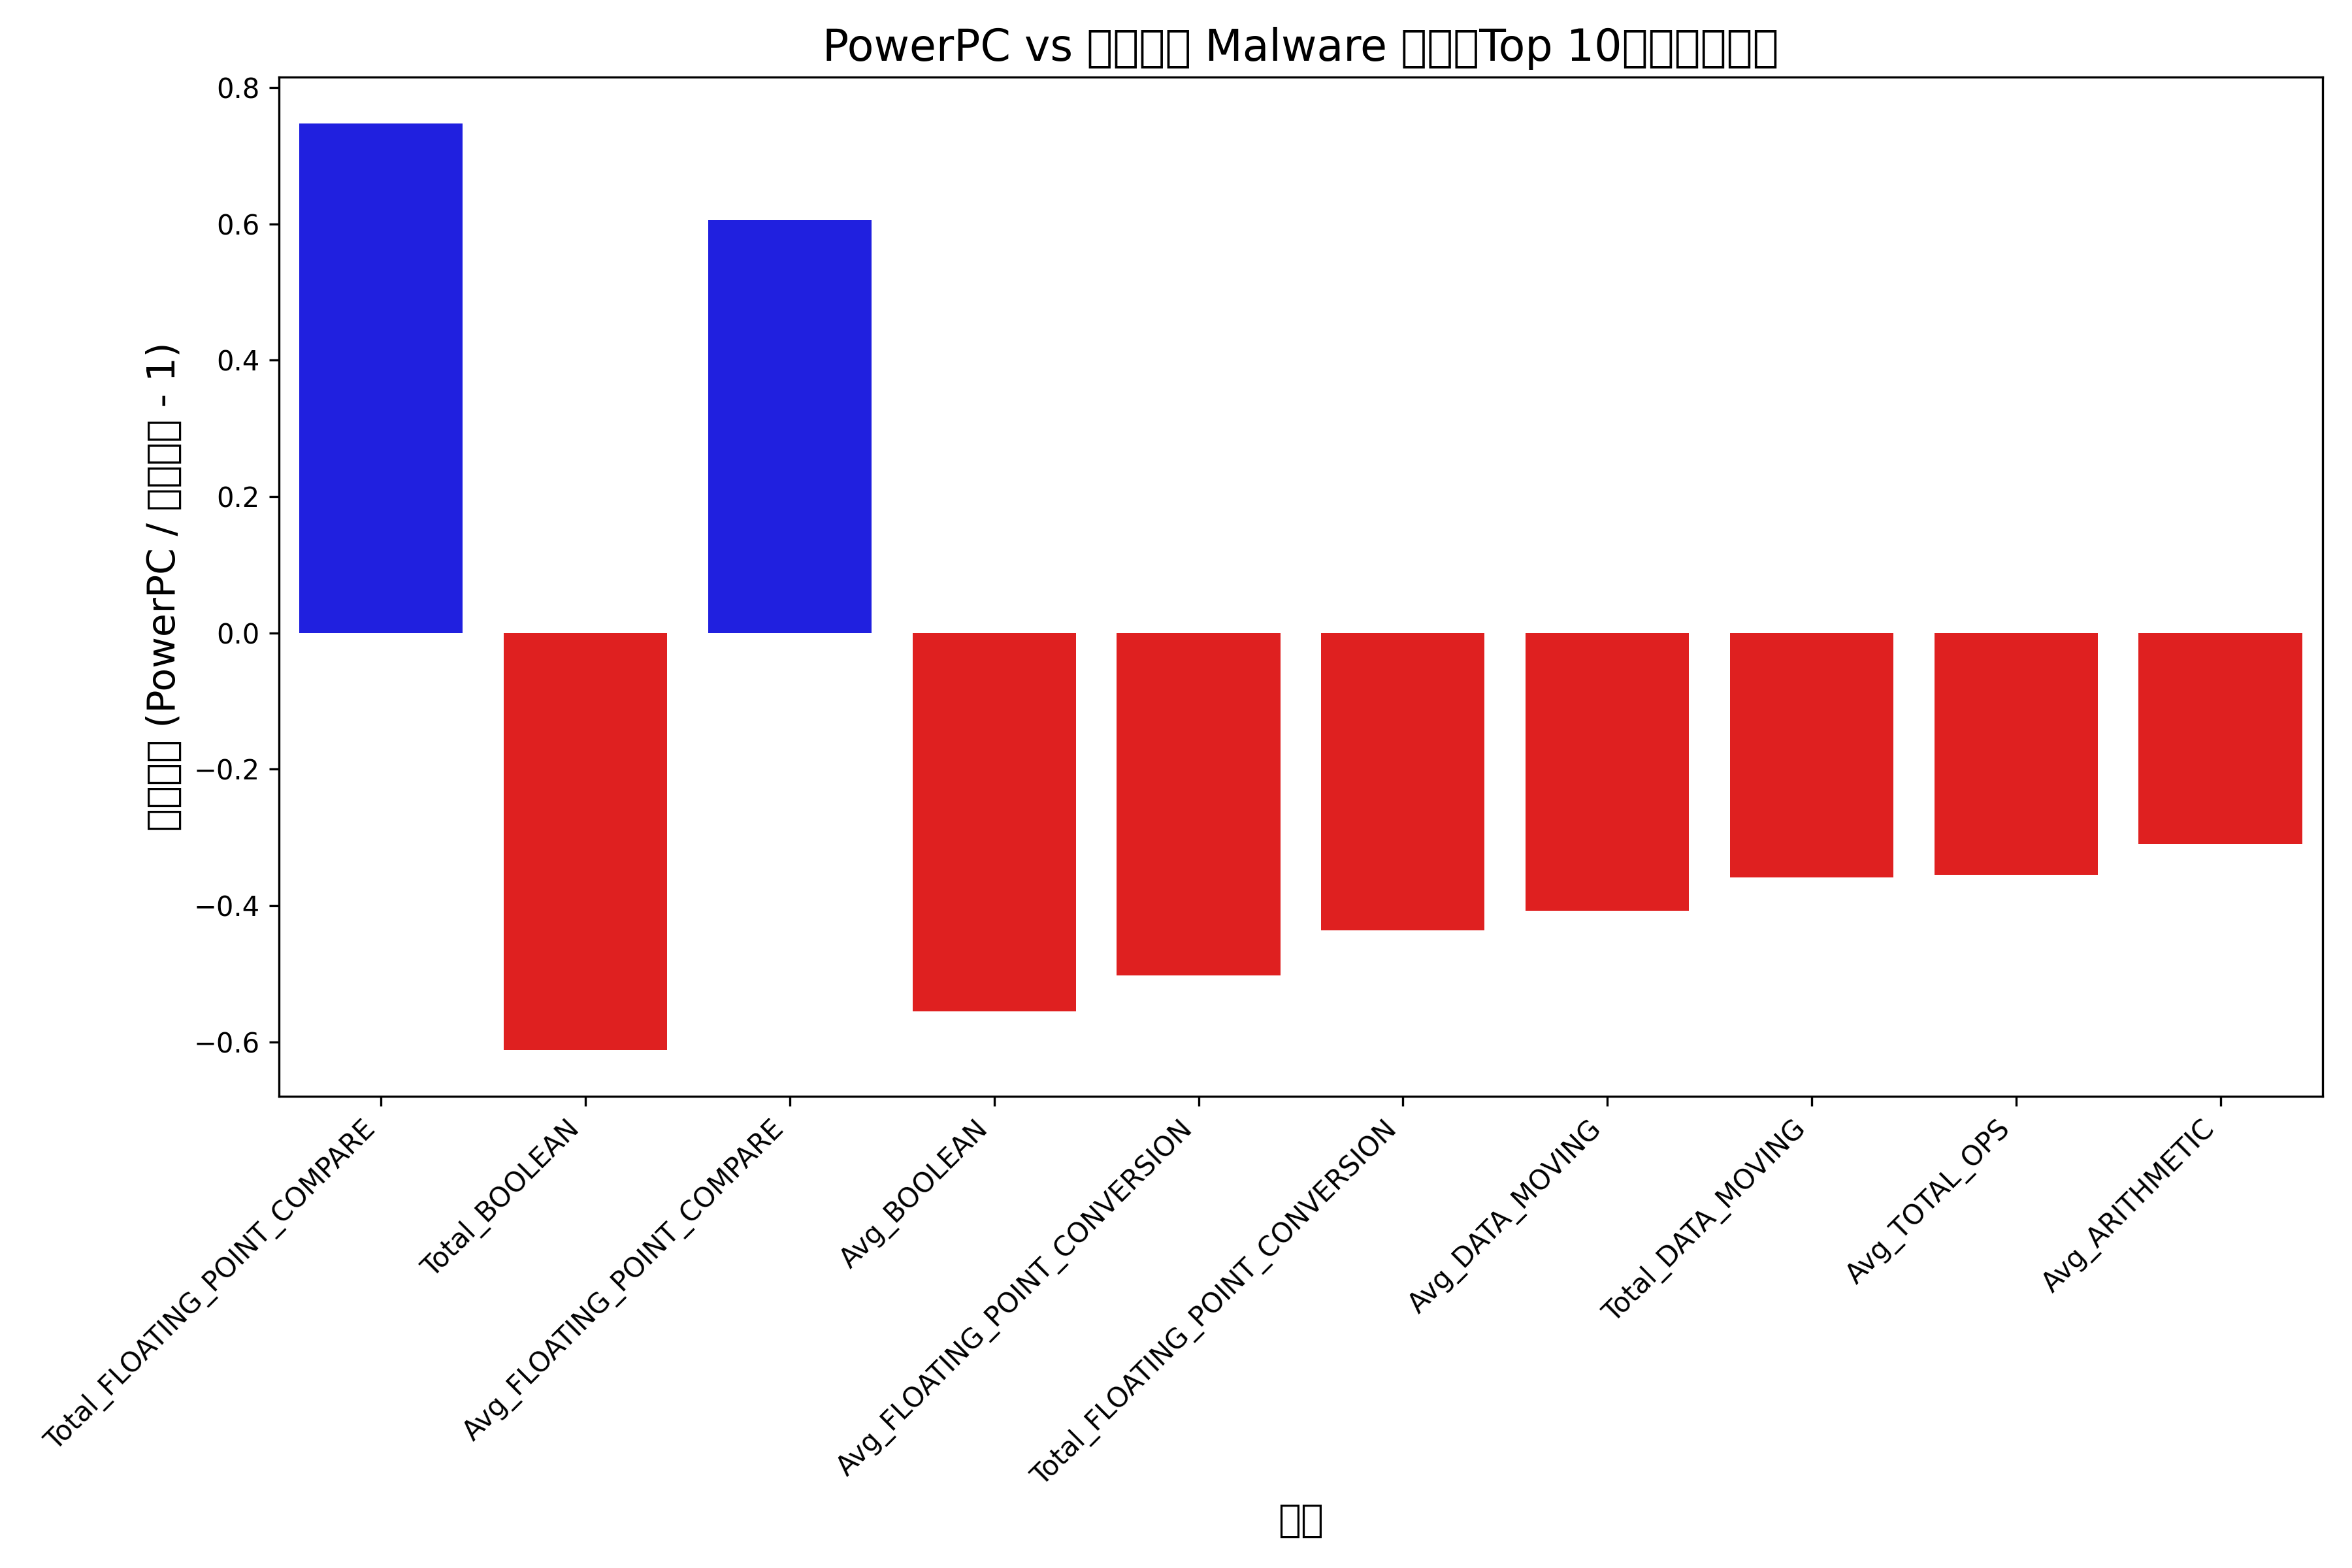 PowerPC vs □□□□ Malware □□□Top 10□□□□□□
□□□□ (PowerPC / □□□□ - 1)
0.8
0.6
0.4
0.2
0.0
−0.2
−0.4
−0.6
Total_FLOATING_POINT_COMPARE
Total_BOOLEAN
Avg_FLOATING_POINT_COMPARE
Avg_BOOLEAN
Avg_FLOATING_POINT_CONVERSION
Total_FLOATING_POINT_CONVERSION
Avg_DATA_MOVING
Total_DATA_MOVING
Avg_TOTAL_OPS
Avg_ARITHMETIC
□□